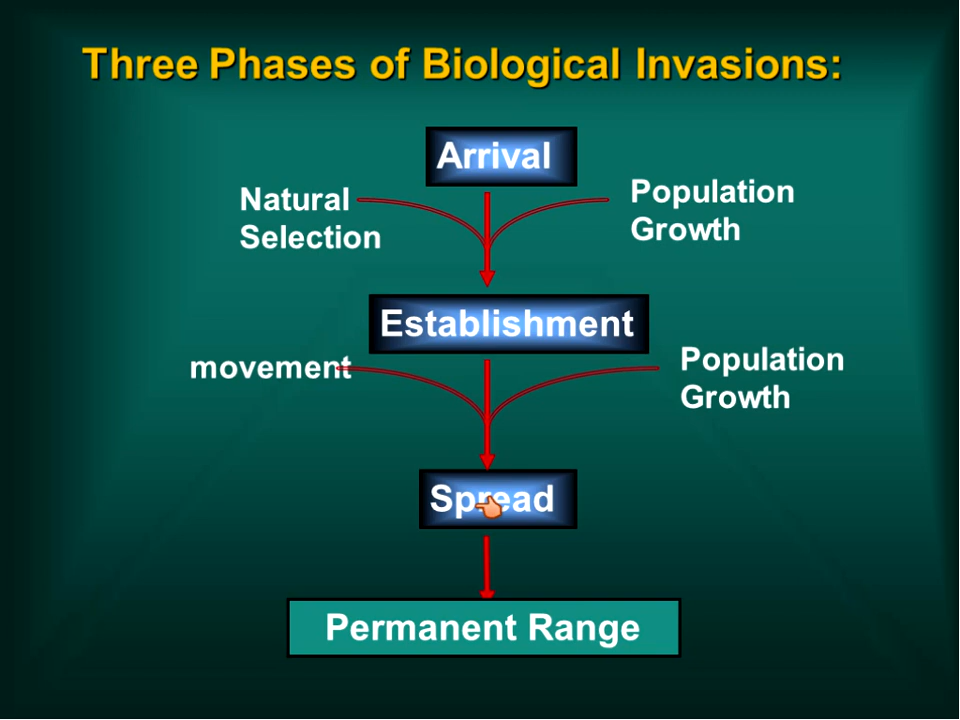 Three Phases of Biological Invasions:
Arrival
Natural
Selection
Population
Growth
Establishment
movement
Population
Growth
Spread
Permanent Range